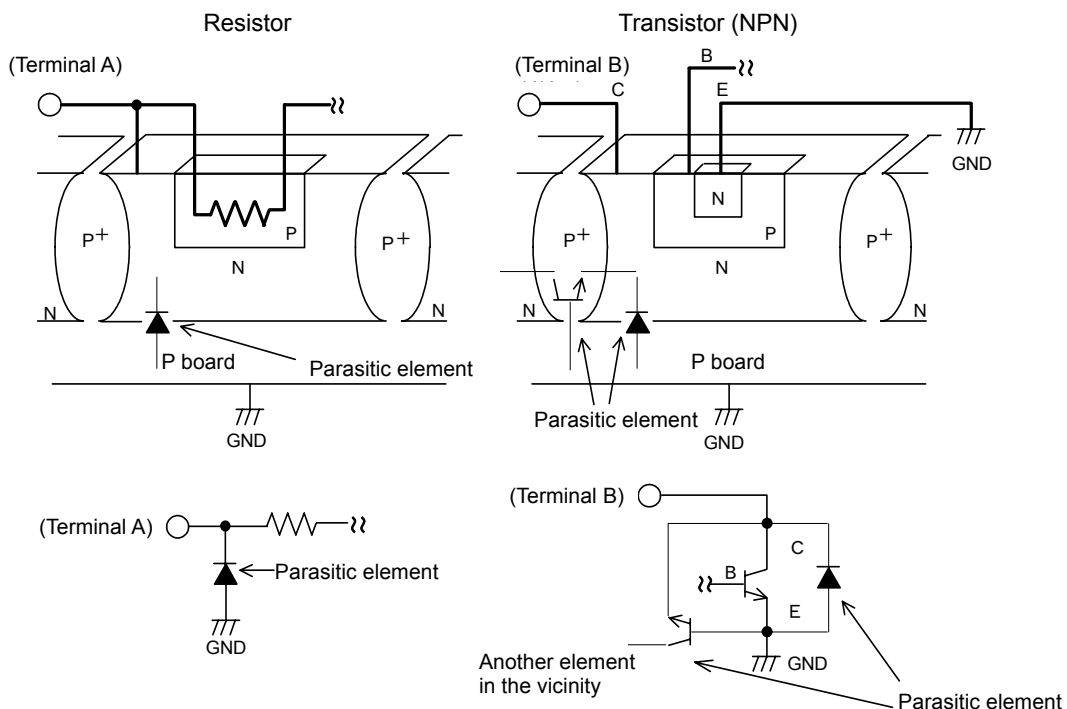 Resistor
Transistor (NPN)
(Terminal A)
(Terminal B)
B
C
E
GND
P+
P
P+
N
N
N
P+
N
P
P+
N
N
N
P board
Parasitic element
P board
Parasitic element
GND
GND
(Terminal B)
(Terminal A)
C
Parasitic element
B
E
GND
GND
Another element
in the vicinity
Parasitic element